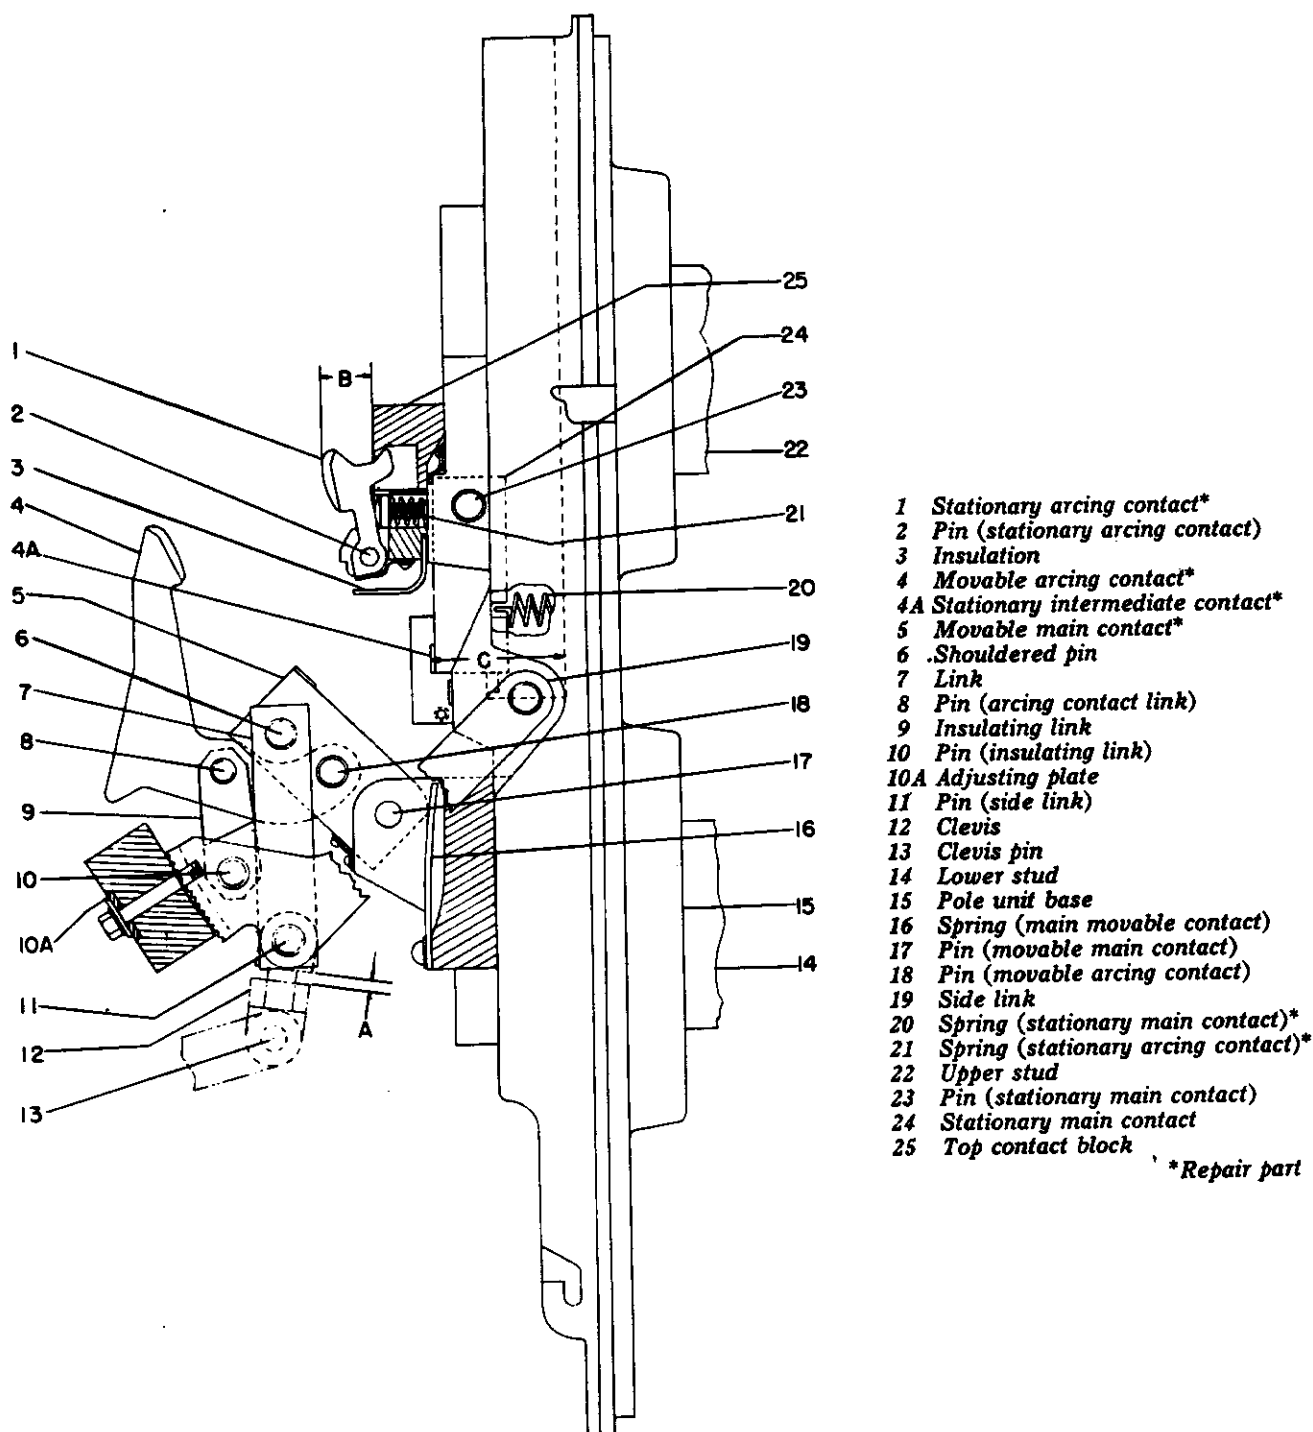 25
24
1
B
23
2
22
3
4
21
4A
20
5
C
19
6
7
18
8
17
9
16
10
15
10A
14
11
A
12
13
1 Stationary arcing contact*
2 Pin (stationary arcing contact)
3 Insulation
4 Movable arcing contact*
4A Stationary intermediate contact*
5 Movable main contact*
6 .Shouldered pin
7 Link
8 Pin (arcing contact link)
9 Insulating link
10 Pin (insulating link)
10A Adjusting plate
11 Pin (side link)
12 Clevis
13 Clevis pin
14 Lower stud
15 Pole unit base
16 Spring (main movable contact)
17 Pin (movable main contact)
18 Pin (movable arcing contact)
19 Side link
20 Spring (stationary main contact)*
21 Spring (stationary arcing contact)*
22 Upper stud
23 Pin (stationary main contact)
24 Stationary main contact
25 Top contact block
*Repair part